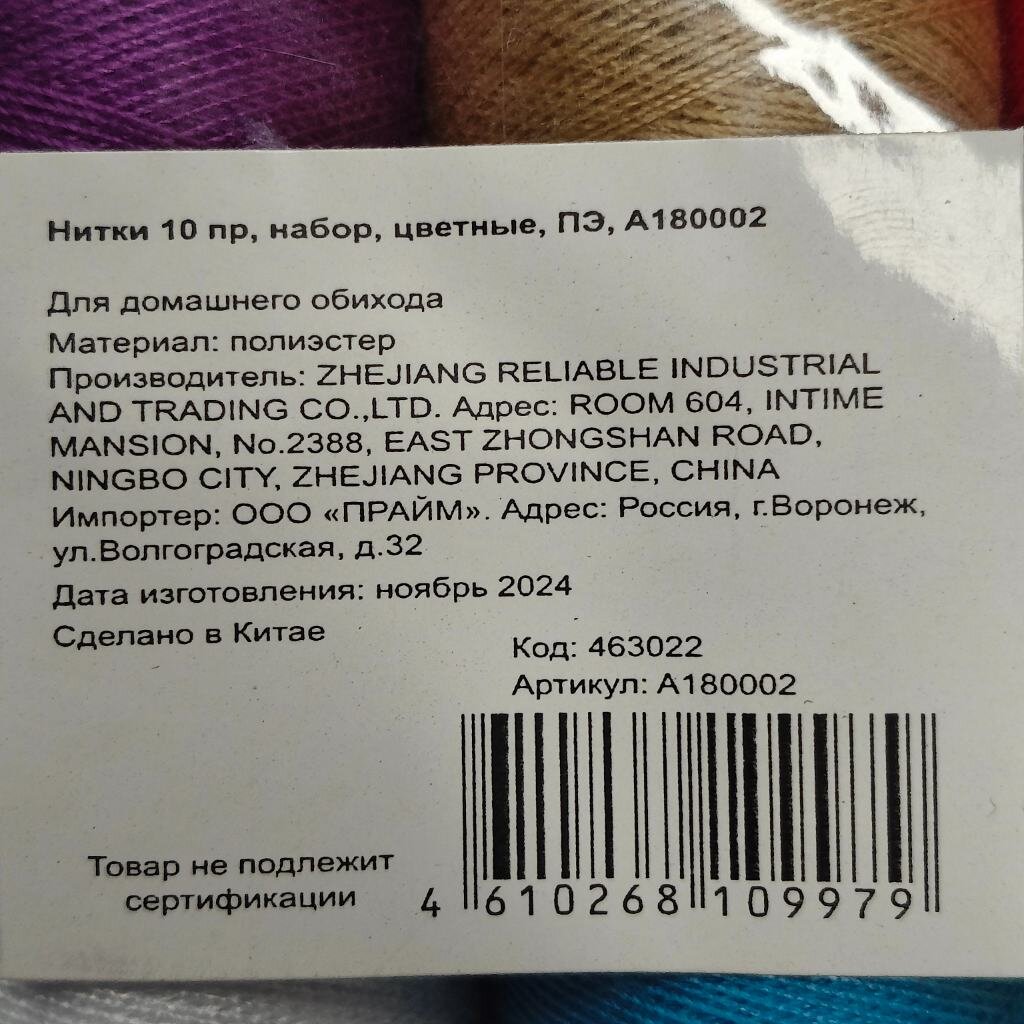 Нитки 10 пр, набор, цветные, ПЭ, А180002
Для домашнего обихода
Материал: полиэстер
Производитель: ZHEJIANG RELIABLE INDUSTRIAL
AND TRADING CO.,LTD. Адрес: ROOM 604, INTIME
MANSION, No.2388, EAST ZHONGSHAN ROAD,
NINGBO CITY, ZHEJIANG PROVINCE, CHINA
Импортер: ООО «ПРАЙМ». Адрес: Россия, г.Воронеж,
ул.Волгоградская, д.32
Дата изготовления: ноябрь 2024
Сделано в Китае
Код: 463022
Артикул: А180002
Товар не подлежит
сертификации
4 610268 109979